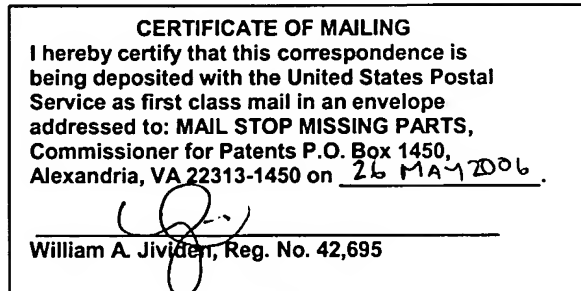 CERTIFICATE OF MAILING
I hereby certify that this correspondence is
being deposited with the United States Postal
Service as first class mail in an envelope
addressed to: MAIL STOP MISSING PARTS,
Commissioner for Patents P.O. Box 1450,
Alexandria, VA 22313-1450 on 26 MAY 2006.
William A. Jividen, Reg. No. 42,695